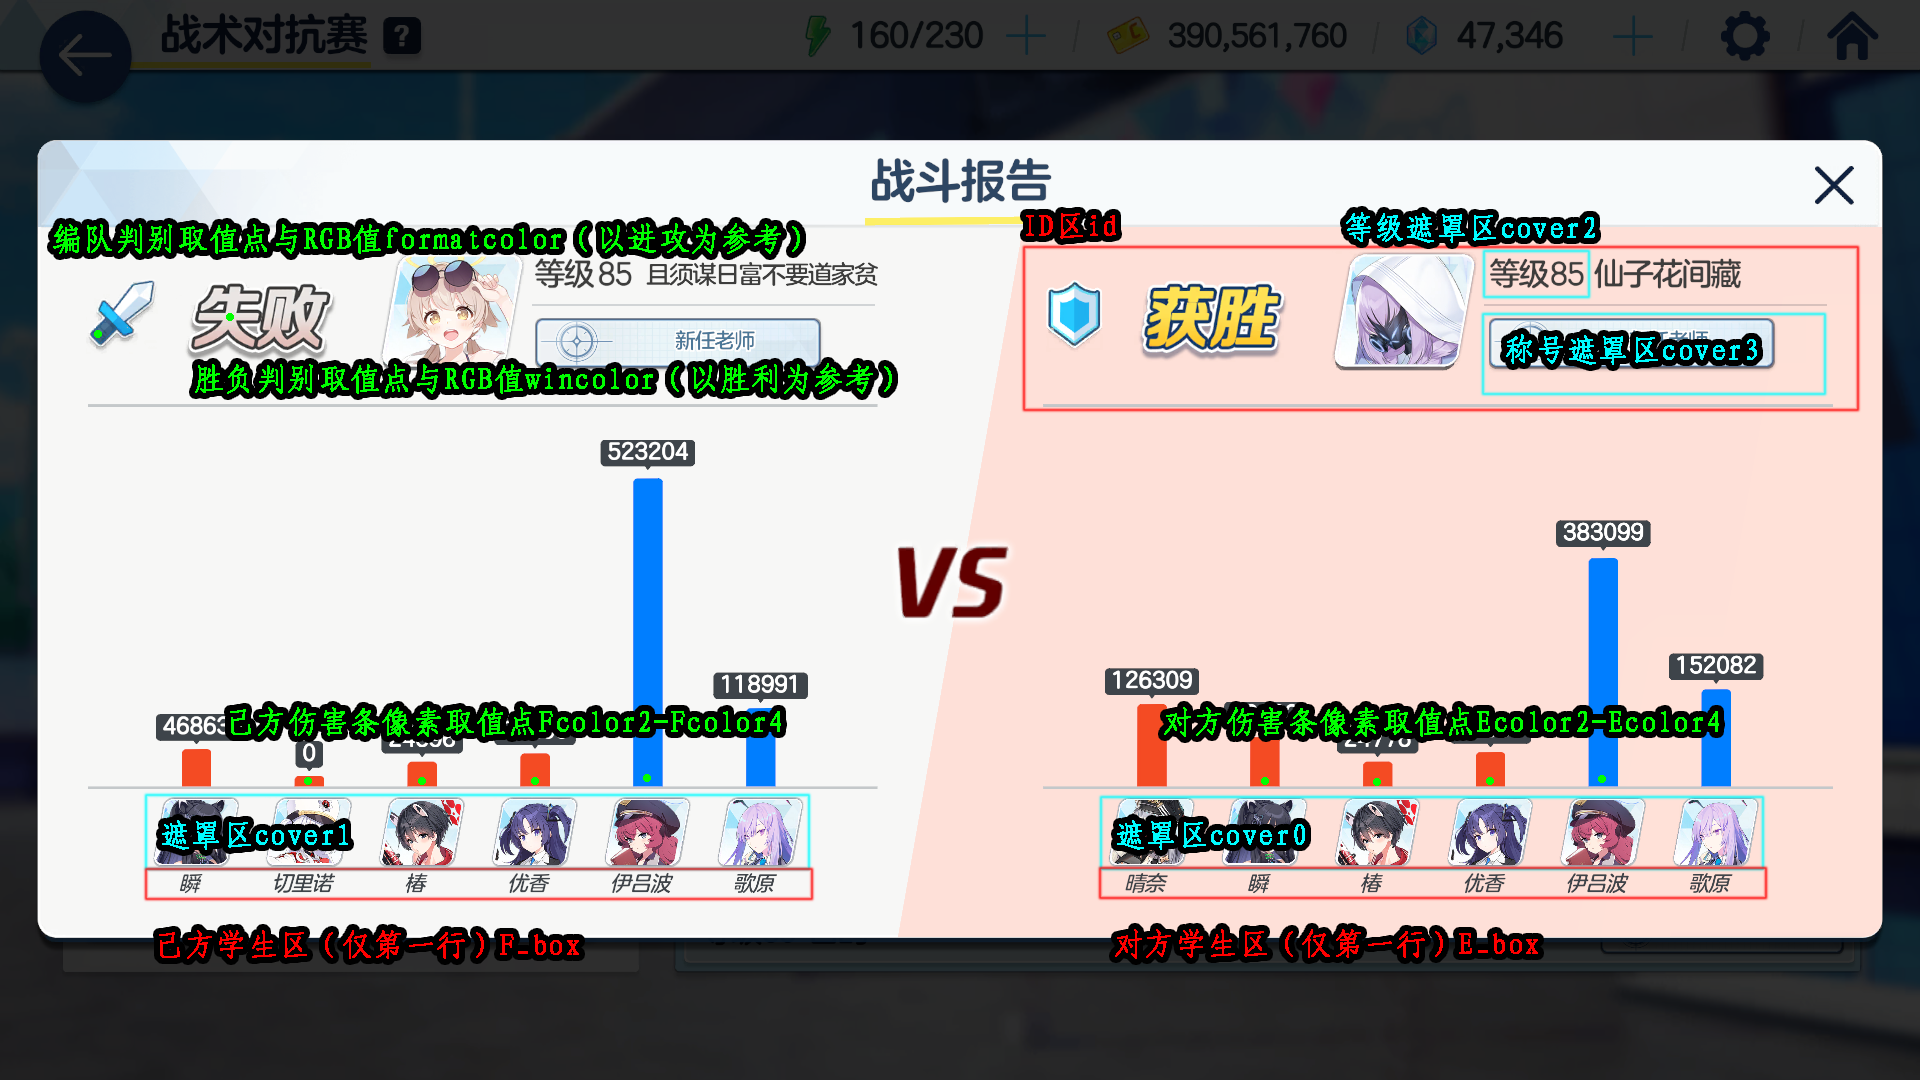 战术对抗赛 ?
160/230
390,561,760
47,346
战斗报告
编队判别取值点与RGB值formatcolor（以进攻为参考）
失败
等级85 且须谋日富不要道家贫
新任老师
胜负判别取值点与RGB值wincolor（以胜利为参考）
ID区id
等级遮罩区cover2
获胜
等级85 仙子花间藏
称号遮罩区cover3
VS
523204
118991
46863
0
己方伤害条像素取值点Fcolor2-Fcolor4
383099
152082
126309
对方伤害条像素取值点Ecolor2-Ecolor4
遮罩区cover1
瞬 切里诺 椿 优香 伊吕波 歌原
己方学生区（仅第一行）F_box
遮罩区cover0
晴奈 瞬 椿 优香 伊吕波 歌原
对方学生区（仅第一行）E_box